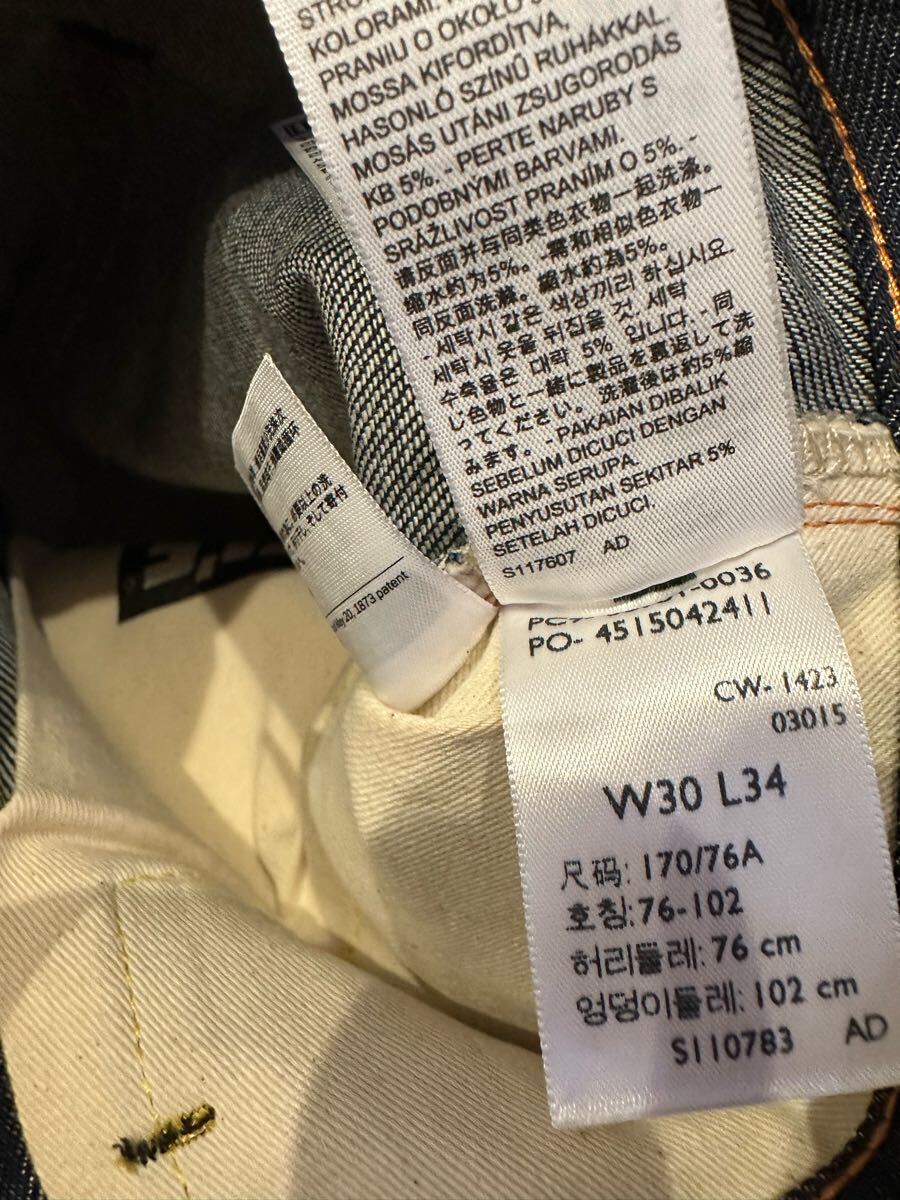 KOLORAMI.
PRANIU O OKOŁO
MOSSA KIFORDÍTVA,
HASONLÓ SZÍNŰ RUHÁKKAL.
MOSÁS UTÁNI ZSUGORODÁS
KB 5%. - PERTE NARUBY S
PODOBNÝMI BARVAMI.
SRÁŽLIVOST PRANÍM O 5%. -
请反面并与同类色衣物一起洗涤。
缩水约为5%。 -需和相似色衣物一
同反面洗滌。縮水約為5%。
- 세탁시 같은 색상끼리 하십시요.
세탁시 옷을 뒤집을 것. 세탁
수축율은 대략 5% 입니다. - 同
じ色物と一緒に製品を裏返して洗
ってください。洗濯後は約5%縮
みます。 - PAKAIAN DIBALIK
SEBELUM DICUCI DENGAN
WARNA SERUPA.
PENYUSUTAN SEKITAR 5%
SETELAH DICUCI.
S117607 AD
May 20, 1873 patent
-0036
PO- 4515042411
CW- 1423
03015
W30 L34
尺码: 170/76A
호칭: 76-102
허리둘레: 76 cm
엉덩이둘레: 102 cm
S110783 AD